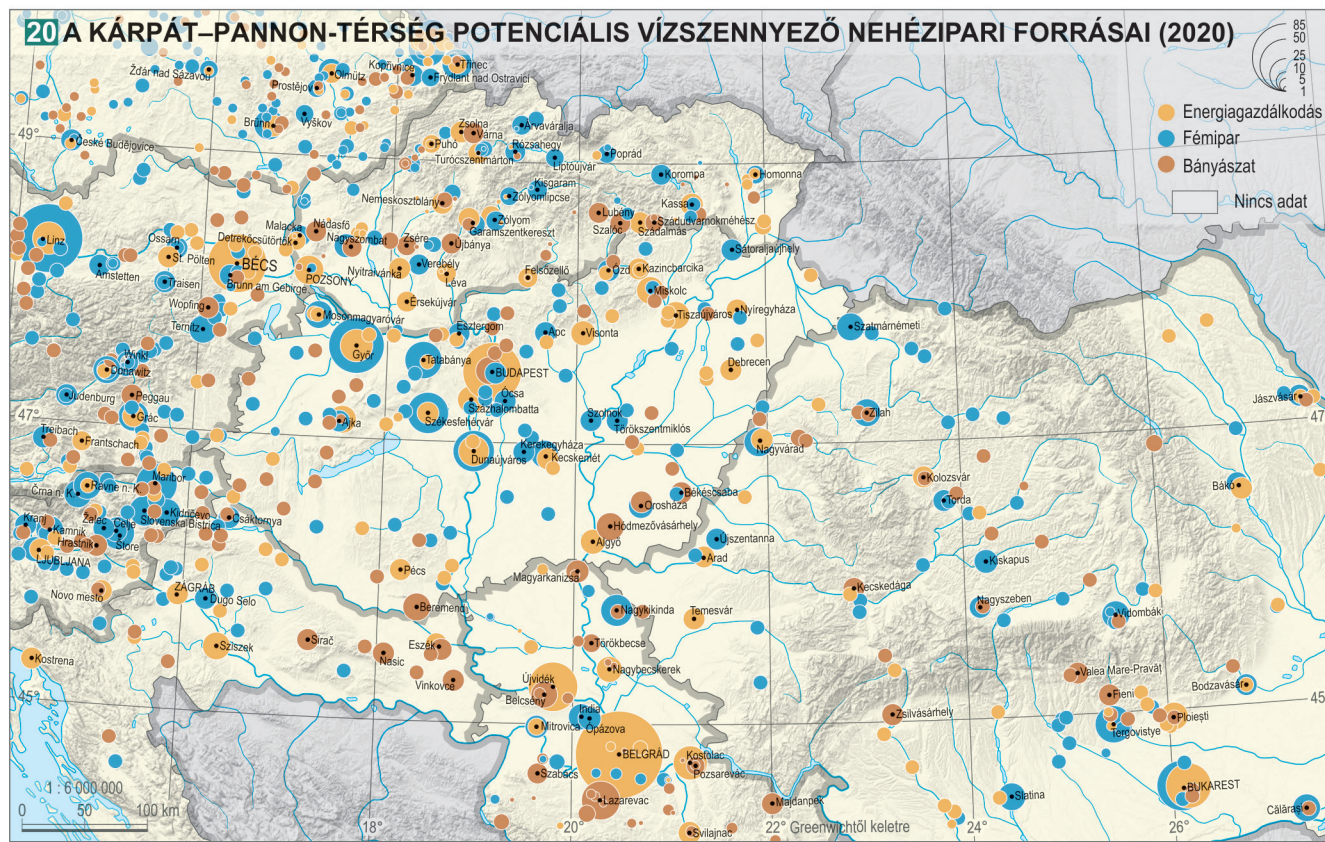 20 A KÁRPÁT–PANNON-TÉRSÉG POTENCIÁLIS VÍZSZENNYEZŐ NEHÉZIPARI FORRÁSAI (2020)
85
50
25
10
5
1
Energiagazdálkodás
Fémipar
Bányászat
Nincs adat
Žďár nad Sázavou
Olmütz
Kopřivnice
Třinec
Frýdlant nad Ostravicí
Prostějov
Brünn
Vyškov
49°
České Budějovice
Zsolna
Várna
Árvaváralja
Puhó
Turócszentmárton
Rózsahegy
Liptóújvár
Poprád
Korompa
Homonna
Kisgaram
Zólyomlipcse
Nemeskosztolány
Kassa
Lubény
Szalóc
Szádalmás
Szádudvarnokméhész
Zólyom
Garamszentkereszt
Malacka
Nádasfő
Detrekőcsütörtök
Nagyszombat
Zsére
Újbánya
Linz
Ossarn
St. Pölten
BÉCS
Amstetten
Traisen
Brunn am Gebirge
POZSONY
Nyitraivánka
Verebély
Léva
Felsőzellő
Ózd
Kazincbarcika
Sátoraljaújhely
Wopfing
Ternitz
Mosonmagyaróvár
Érsekújvár
Miskolc
Tiszaújváros
Nyíregyháza
Szatmárnémeti
Esztergom
Apc
Visonta
Győr
Tatabánya
BUDAPEST
Debrecen
Winkl
Donawitz
Judenburg
Peggau
Grác
Ócsa
Százhalombatta
Székesfehérvár
Ajka
Szolnok
Törökszentmiklós
Zilah
Jászvásár
47°
47°
Treibach
Frantschach
Dunaújváros
Kerekegyháza
Kecskemét
Nagyvárad
Kolozsvár
Torda
Bákó
Maribor
Ravne n. K.
Črna n. K.
Kidričevo
Slovenska Bistrica
Csáktornya
Békéscsaba
Orosháza
Hódmezővásárhely
Kranj
Kamnik
Žalec
Celje
Štore
Hrastnik
LJUBLJANA
Algyő
Újszentanna
Arad
Kiskapus
Pécs
Magyarkanizsa
Kecskedága
Novo mesto
ZÁGRÁB
Dugo Selo
Beremend
Nagykikinda
Temesvár
Nagyszeben
Vidombák
Sziszek
Sirač
Nasic
Eszék
Törökbecse
Kostrena
Vinkovce
Újvidék
Belcsény
Nagybecskerek
Valea Mare-Pravăț
Bodzavásár
45°
45°
Fieni
Ploiești
Tergovistye
India
Ópázova
Mitrovica
Zsilvásárhely
BELGRÁD
Kostolac
Pozsarevác
Szabács
Lazarevac
Majdanpek
Slatina
BUKAREST
Călărași
Svilajnac
1 : 6 000 000
0 50 100 km
18° 20° 22° Greenwichtől keletre 24° 26°